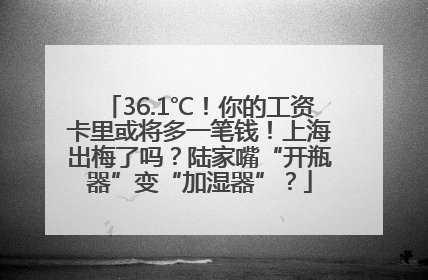 「36.1℃！你的工资
卡里或将多一笔钱！上海
出梅了吗？陆家嘴“开瓶
器”变“加湿器”？」